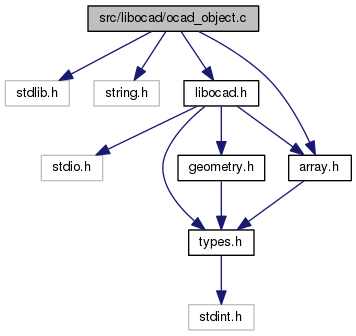 src/libocad/ocad_object.c
stdlib.h
string.h
libocad.h
stdio.h
geometry.h
array.h
types.h
stdint.h